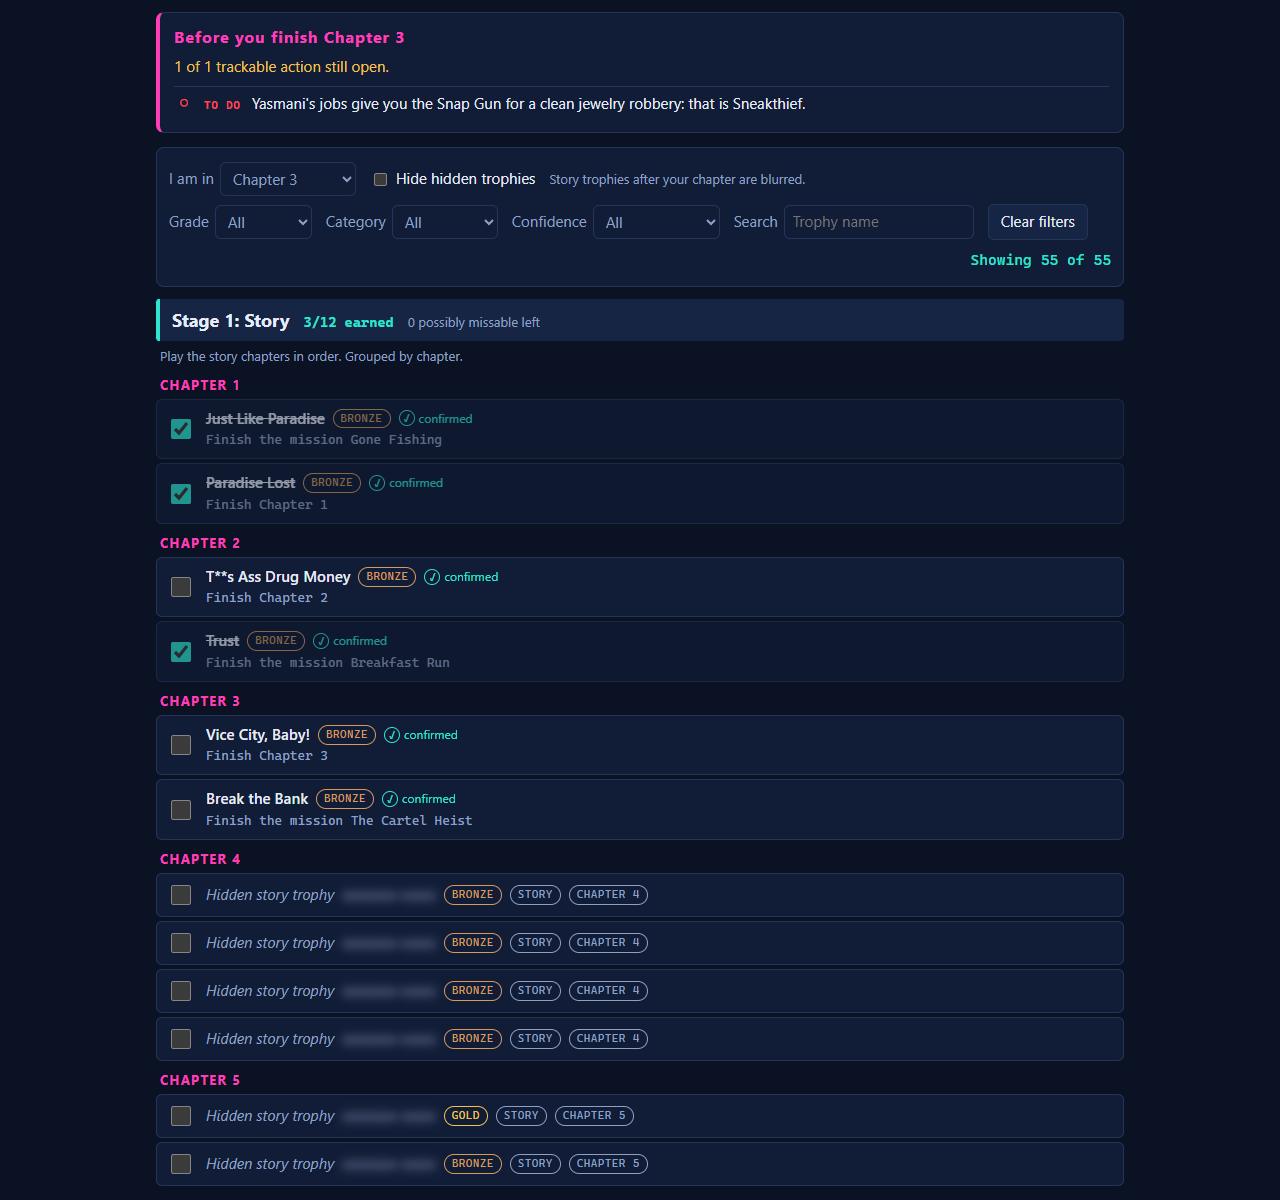 Before you finish Chapter 3
1 of 1 trackable action still open.
TO DO Yasmani's jobs give you the Snap Gun for a clean jewelry robbery: that is Sneakthief.
I am in Chapter 3 Hide hidden trophies Story trophies after your chapter are blurred.
Grade All Category All Confidence All Search Trophy name Clear filters
Showing 55 of 55
Stage 1: Story 3/12 earned 0 possibly missable left
Play the story chapters in order. Grouped by chapter.
CHAPTER 1
Just Like Paradise BRONZE ✓ confirmed
Finish the mission Gone Fishing
Paradise Lost BRONZE ✓ confirmed
Finish Chapter 1
CHAPTER 2
T**s Ass Drug Money BRONZE ✓ confirmed
Finish Chapter 2
Trust BRONZE ✓ confirmed
Finish the mission Breakfast Run
CHAPTER 3
Vice City, Baby! BRONZE ✓ confirmed
Finish Chapter 3
Break the Bank BRONZE ✓ confirmed
Finish the mission The Cartel Heist
CHAPTER 4
Hidden story trophy BRONZE STORY CHAPTER 4
Hidden story trophy BRONZE STORY CHAPTER 4
Hidden story trophy BRONZE STORY CHAPTER 4
Hidden story trophy BRONZE STORY CHAPTER 4
CHAPTER 5
Hidden story trophy GOLD STORY CHAPTER 5
Hidden story trophy BRONZE STORY CHAPTER 5